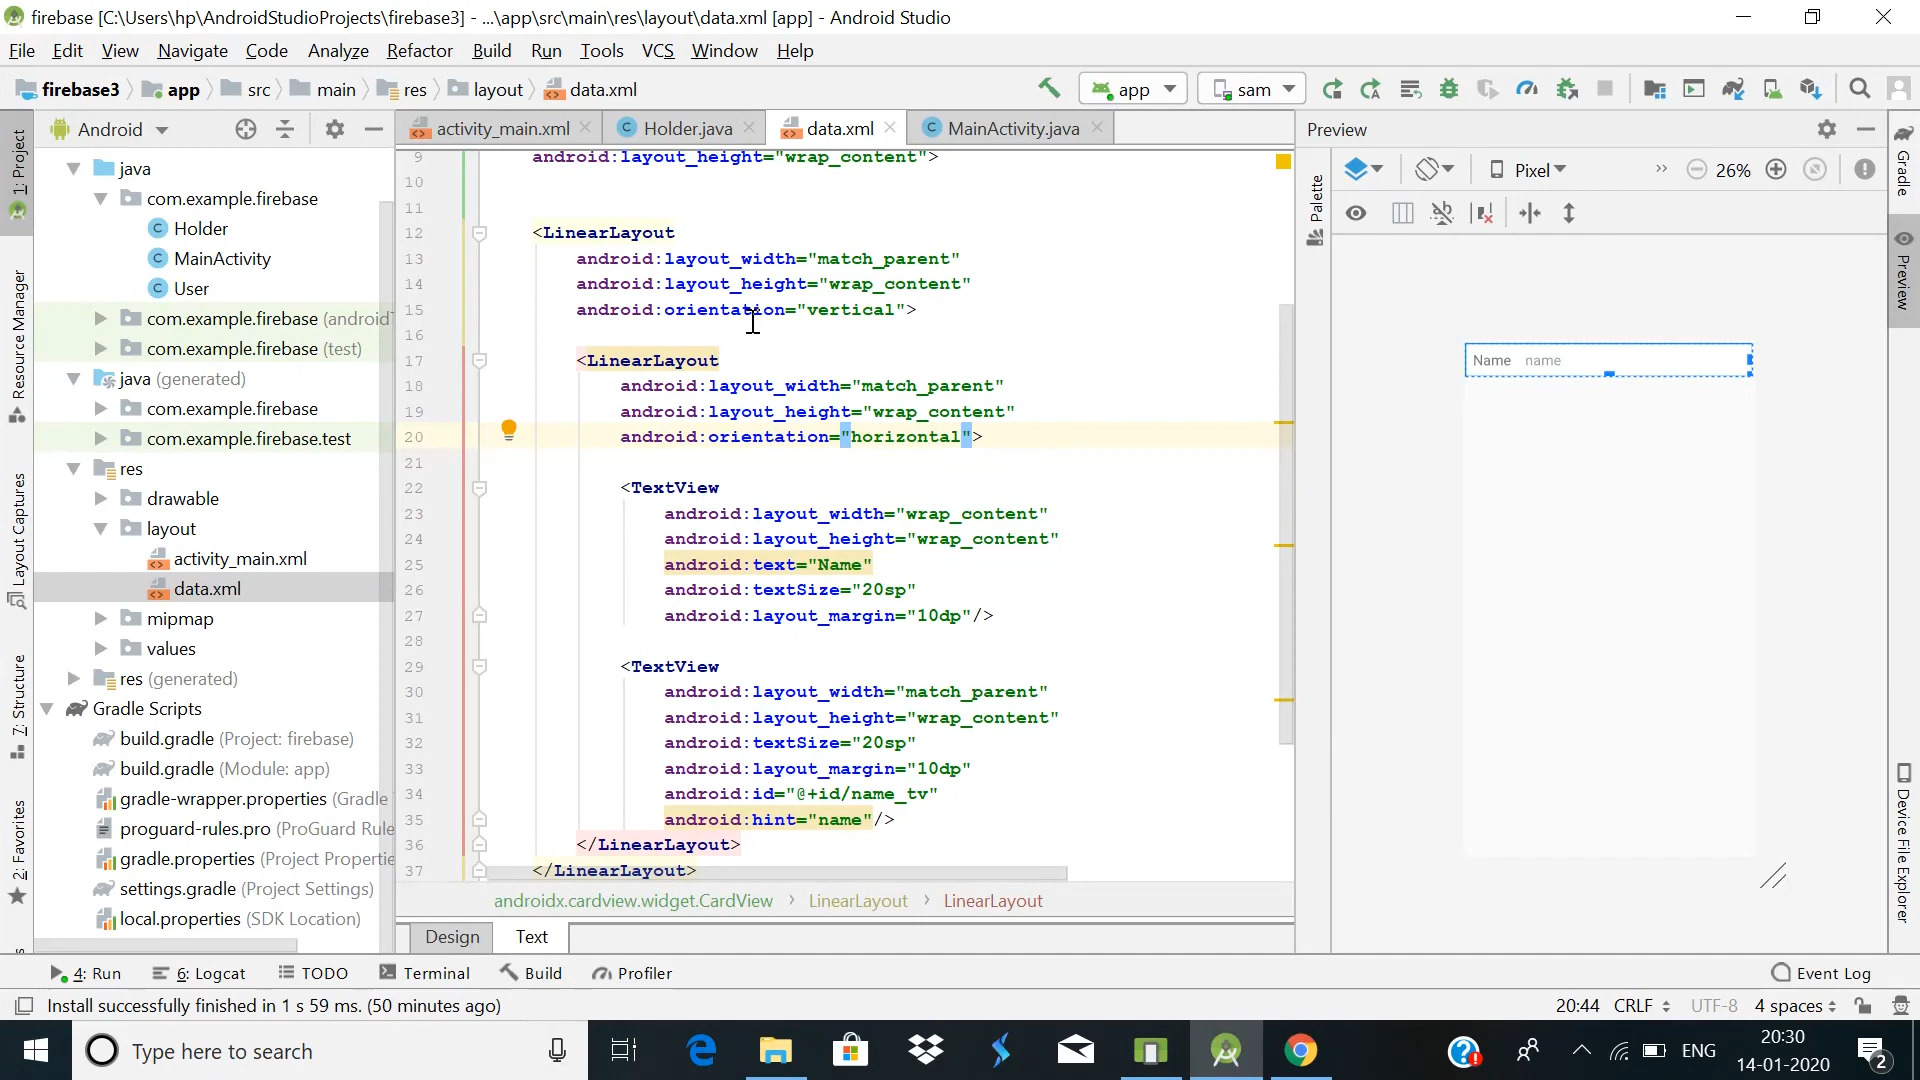 firebase [C:\Users\hp\AndroidStudioProjects\firebase3] - ...\app\src\main\res\layout\data.xml [app] - Android Studio
File Edit View Navigate Code Analyze Refactor Build Run Tools VCS Window Help
firebase3 app src main res layout data.xml app sam
Android
activity_main.xml Holder.java data.xml MainActivity.java
Preview
1: Project
Resource Manager
Layout Captures
7: Structure
2: Favorites
java
com.example.firebase
Holder
MainActivity
User
com.example.firebase (android
com.example.firebase (test)
java (generated)
com.example.firebase
com.example.firebase.test
res
drawable
layout
activity_main.xml
data.xml
mipmap
values
res (generated)
Gradle Scripts
build.gradle (Project: firebase)
build.gradle (Module: app)
gradle-wrapper.properties (Gradle
proguard-rules.pro (ProGuard Rule
gradle.properties (Project Propertie
settings.gradle (Project Settings)
local.properties (SDK Location)
9 android:layout_height="wrap_content">
10
11
12 <LinearLayout
13 android:layout_width="match_parent"
14 android:layout_height="wrap_content"
15 android:orientation="vertical">
16
17 <LinearLayout
18 android:layout_width="match_parent"
19 android:layout_height="wrap_content"
20 android:orientation="horizontal">
21
22 <TextView
23 android:layout_width="wrap_content"
24 android:layout_height="wrap_content"
25 android:text="Name"
26 android:textSize="20sp"
27 android:layout_margin="10dp"/>
28
29 <TextView
30 android:layout_width="match_parent"
31 android:layout_height="wrap_content"
32 android:textSize="20sp"
33 android:layout_margin="10dp"
34 android:id="@+id/name_tv"
35 android:hint="name"/>
36 </LinearLayout>
37 </LinearLayout>
androidx.cardview.widget.CardView › LinearLayout › LinearLayout
Design Text
Palette
Pixel » 26%
Name name
Gradle
Preview
Device File Explorer
4: Run 6: Logcat TODO Terminal Build Profiler Event Log
Install successfully finished in 1 s 59 ms. (50 minutes ago) 20:44 CRLF UTF-8 4 spaces
Type here to search
ENG
20:30
14-01-2020
2